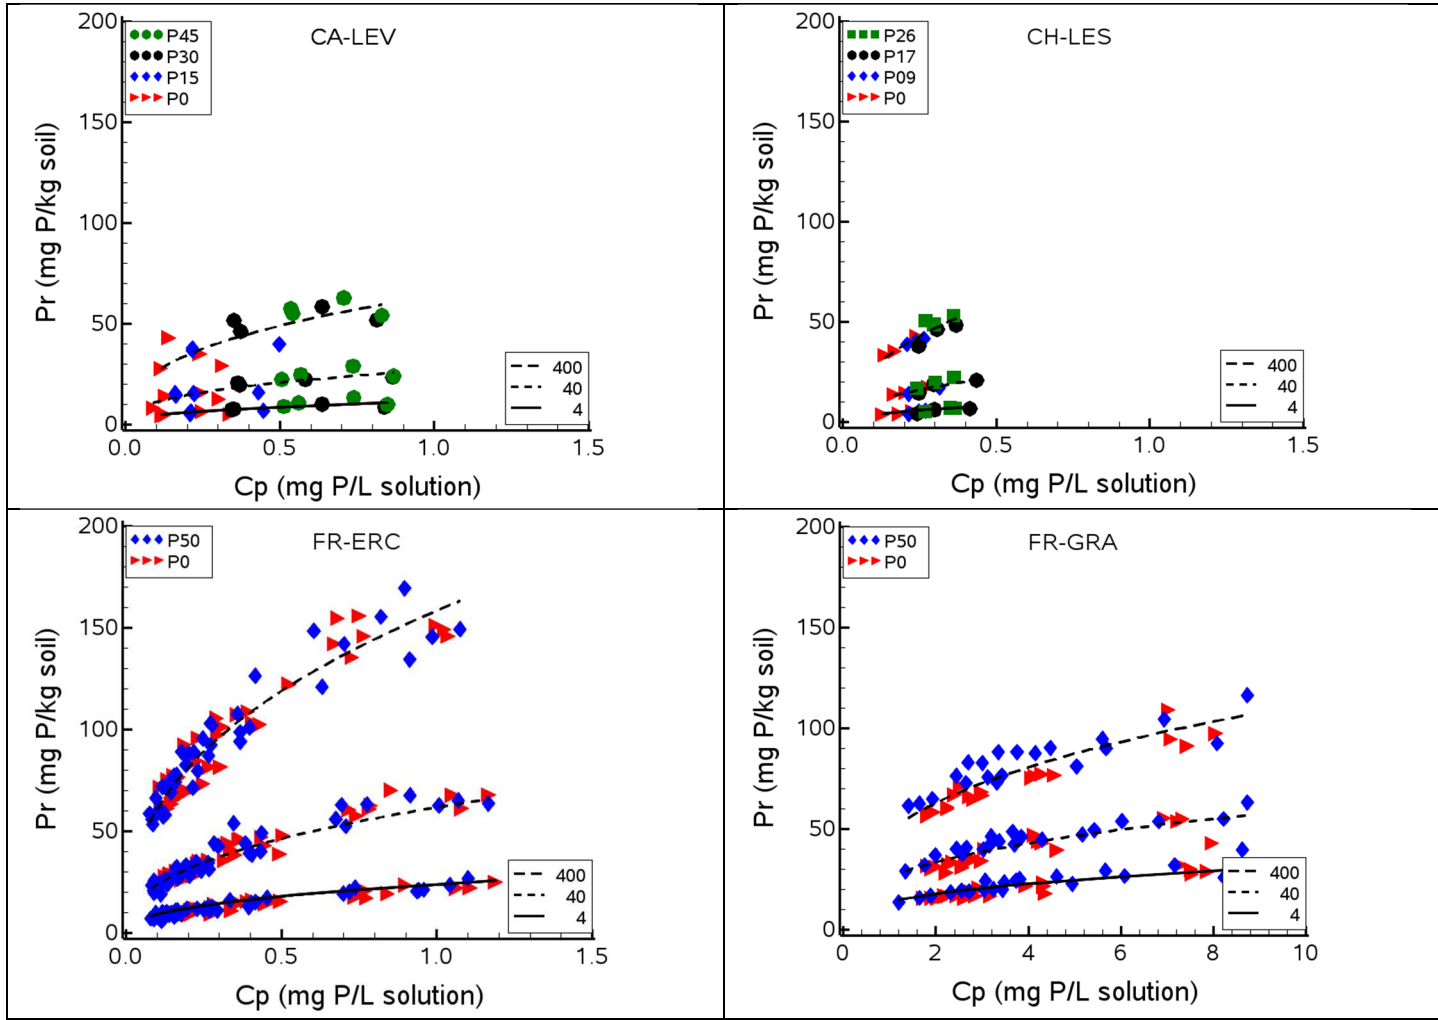 CA-LEV
P45
P30
P15
P0
200
150
100
50
0
Pr (mg P/kg soil)
400
40
4
0.0 0.5 1.0 1.5
Cp (mg P/L solution)
CH-LES
P26
P17
P09
P0
200
150
100
50
0
Pr (mg P/kg soil)
400
40
4
0.0 0.5 1.0 1.5
Cp (mg P/L solution)
FR-ERC
P50
P0
200
150
100
50
0
Pr (mg P/kg soil)
400
40
4
0.0 0.5 1.0 1.5
Cp (mg P/L solution)
FR-GRA
P50
P0
200
150
100
50
0
Pr (mg P/kg soil)
400
40
4
0 2 4 6 8 10
Cp (mg P/L solution)